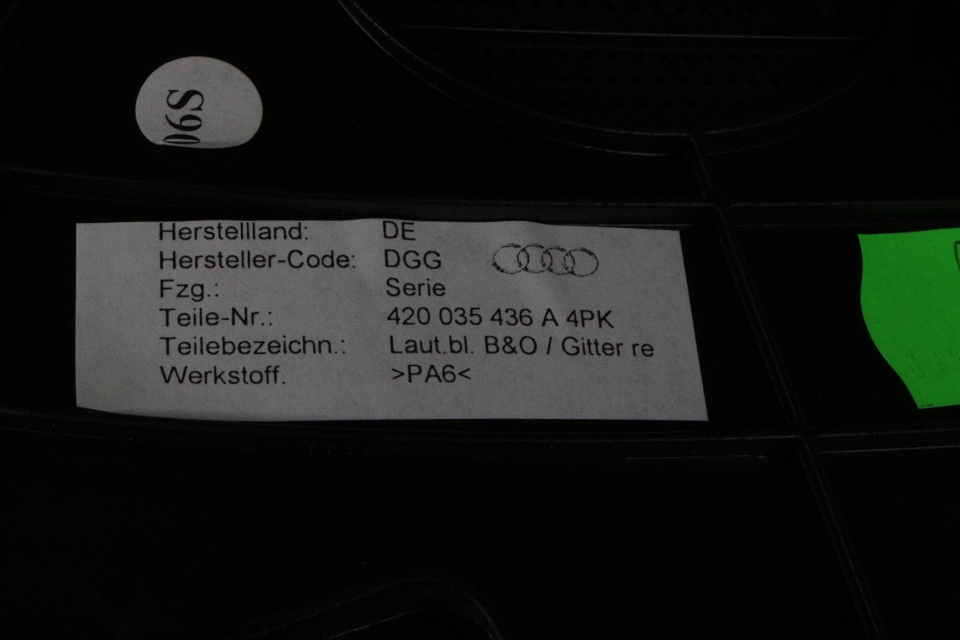 S90
Herstellland: DE
Hersteller-Code: DGG
Fzg.: Serie
Teile-Nr.: 420 035 436 A 4PK
Teilebezeichn.: Laut.bl. B&O / Gitter re
Werkstoff. >PA6<